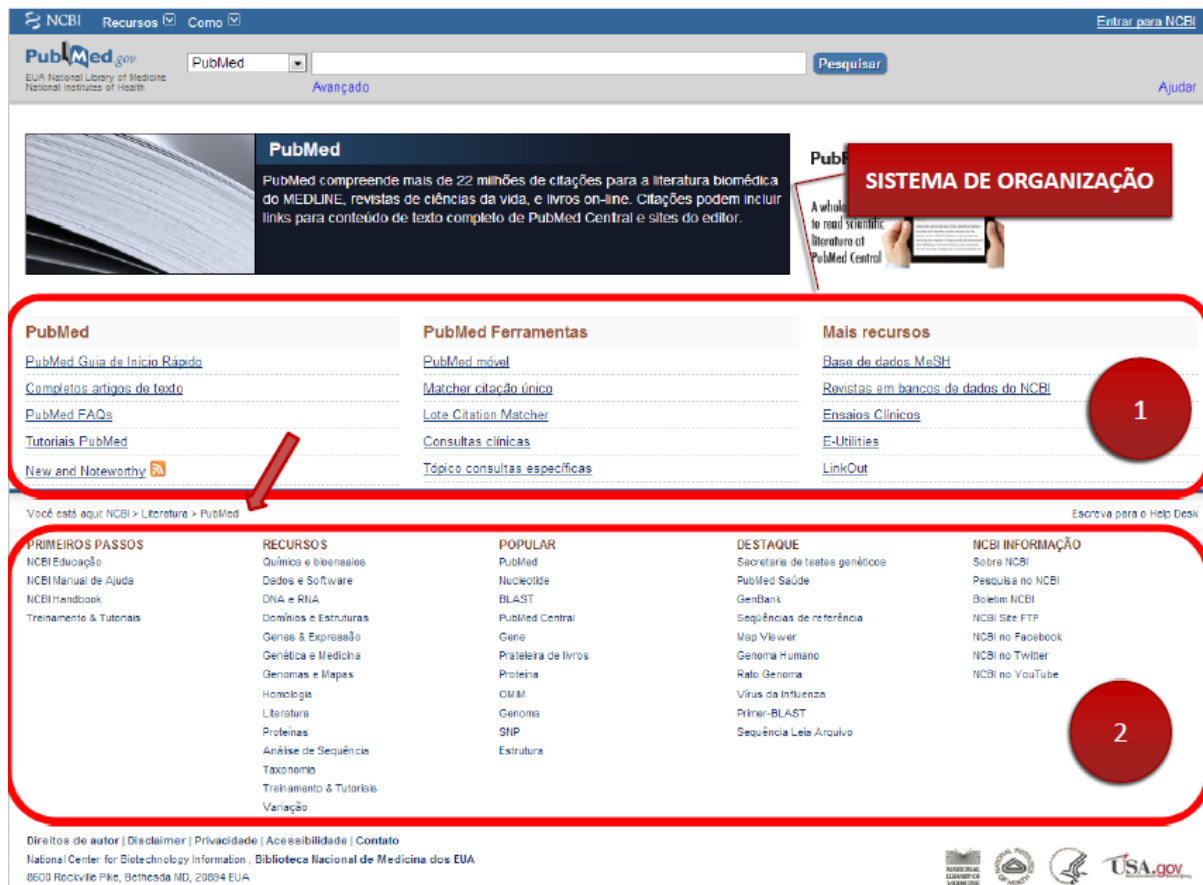 NCBI Recursos Como Entrar para NCBI
PubMed.gov
EUA National Library of Medicine
National Institutes of Health
PubMed Pesquisar
Avançado Ajudar
PubMed
PubMed compreende mais de 22 milhões de citações para a literatura biomédica
do MEDLINE, revistas de ciências da vida, e livros on-line. Citações podem incluir
links para conteúdo de texto completo de PubMed Central e sites do editor.
SISTEMA DE ORGANIZAÇÃO
A whole
to read scientific
literature at
PubMed Central
PubMed PubMed Ferramentas Mais recursos
PubMed Guia de Início Rápido PubMed móvel Base de dados MeSH
Completos artigos de texto Matcher citação único Revistas em bancos de dados do NCBI
PubMed FAQs Lote Citation Matcher Ensaios Clínicos
Tutoriais PubMed Consultas clínicas E-Utilities
New and Noteworthy Tópico consultas específicas LinkOut
1
Você está aqui: NCBI > Literatura > PubMed Escreva para o Help Desk
PRIMEIROS PASSOS RECURSOS POPULAR DESTAQUE NCBI INFORMAÇÃO
NCBI Educação Química e bioensaios PubMed Secretaria de testes genéticos Sobre NCBI
NCBI Manual de Ajuda Dados e Software Nucleotide PubMed Saúde Pesquisa no NCBI
NCBI Handbook DNA e RNA BLAST GenBank Boletim NCBI
Treinamento & Tutoriais Domínios e Estruturas PubMed Central Seqüências de referência NCBI Site FTP
Genes & Expressão Gene Map Viewer NCBI no Facebook
Genética e Medicina Prateleira de livros Genoma Humano NCBI no Twitter
Genomas e Mapas Proteína Rato Genoma NCBI no YouTube
Homologia OMIM Vírus da Influenza
Literatura Genoma Primer-BLAST
Proteínas SNP Sequência Leia Arquivo
Análise de Sequência Estrutura
Taxonomia
Treinamento & Tutoriais
Variação
2
Direitos de autor | Disclaimer | Privacidade | Acessibilidade | Contato
National Center for Biotechnology Information , Biblioteca Nacional de Medicina dos EUA
8600 Rockville Pike, Bethesda MD, 20894 EUA
NATIONAL
LIBRARY OF
MEDICINE
USA.gov